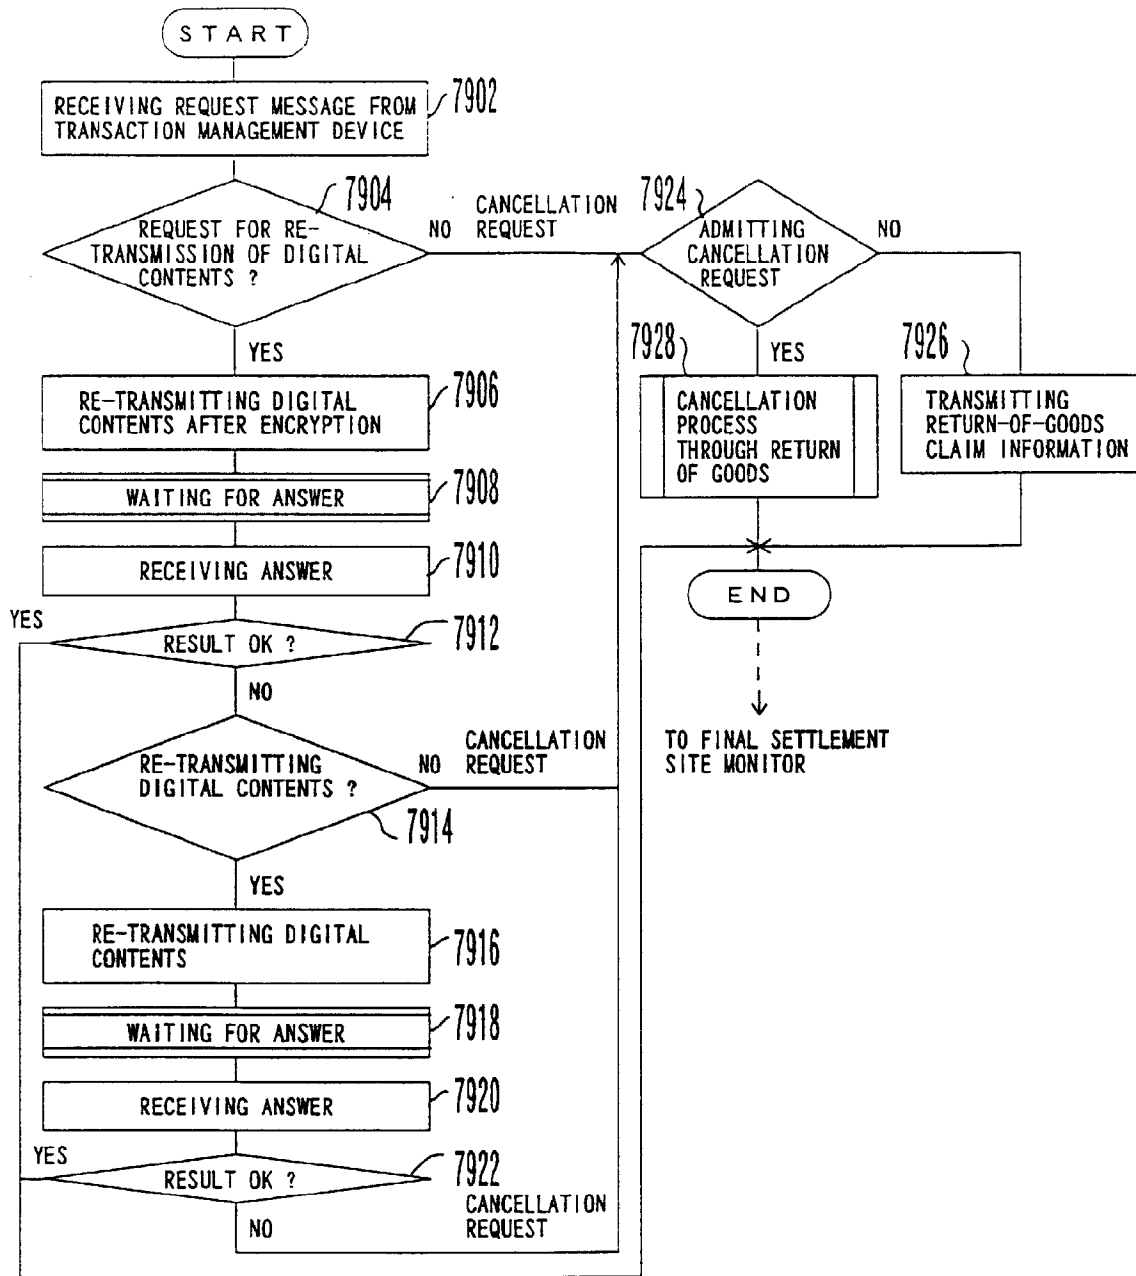 START
RECEIVING REQUEST MESSAGE FROM
TRANSACTION MANAGEMENT DEVICE
7902
7904
REQUEST FOR RE-
TRANSMISSION OF DIGITAL
CONTENTS ?
NO
CANCELLATION
REQUEST
7924
ADMITTING
CANCELLATION
REQUEST
NO
YES
7906
RE-TRANSMITTING DIGITAL
CONTENTS AFTER ENCRYPTION
7928
YES
CANCELLATION
PROCESS
THROUGH RETURN
OF GOODS
7926
TRANSMITTING
RETURN-OF-GOODS
CLAIM INFORMATION
WAITING FOR ANSWER
7908
RECEIVING ANSWER
7910
END
YES
RESULT OK ?
7912
NO
TO FINAL SETTLEMENT
SITE MONITOR
RE-TRANSMITTING
DIGITAL CONTENTS ?
NO
CANCELLATION
REQUEST
7914
YES
RE-TRANSMITTING DIGITAL
CONTENTS
7916
WAITING FOR ANSWER
7918
RECEIVING ANSWER
7920
YES
RESULT OK ?
7922
NO
CANCELLATION
REQUEST